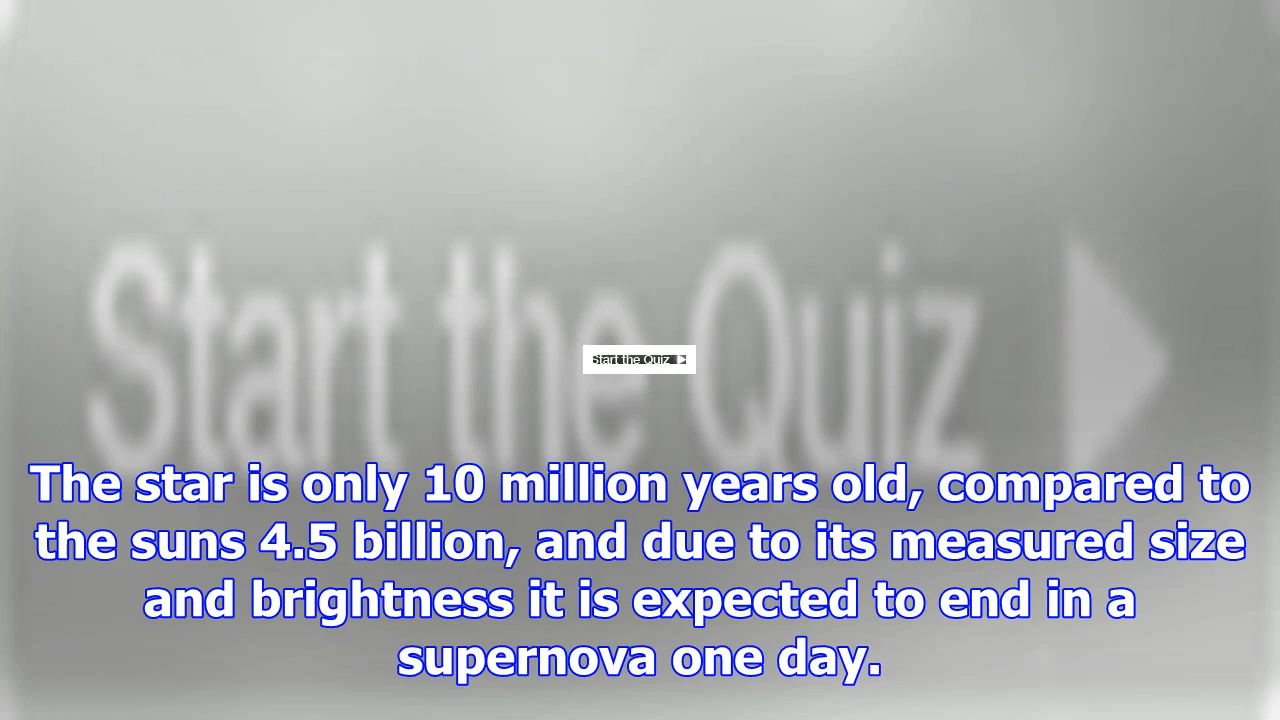 Start the Quiz
Start the Quiz
The star is only 10 million years old, compared to
the suns 4.5 billion, and due to its measured size
and brightness it is expected to end in a
supernova one day.